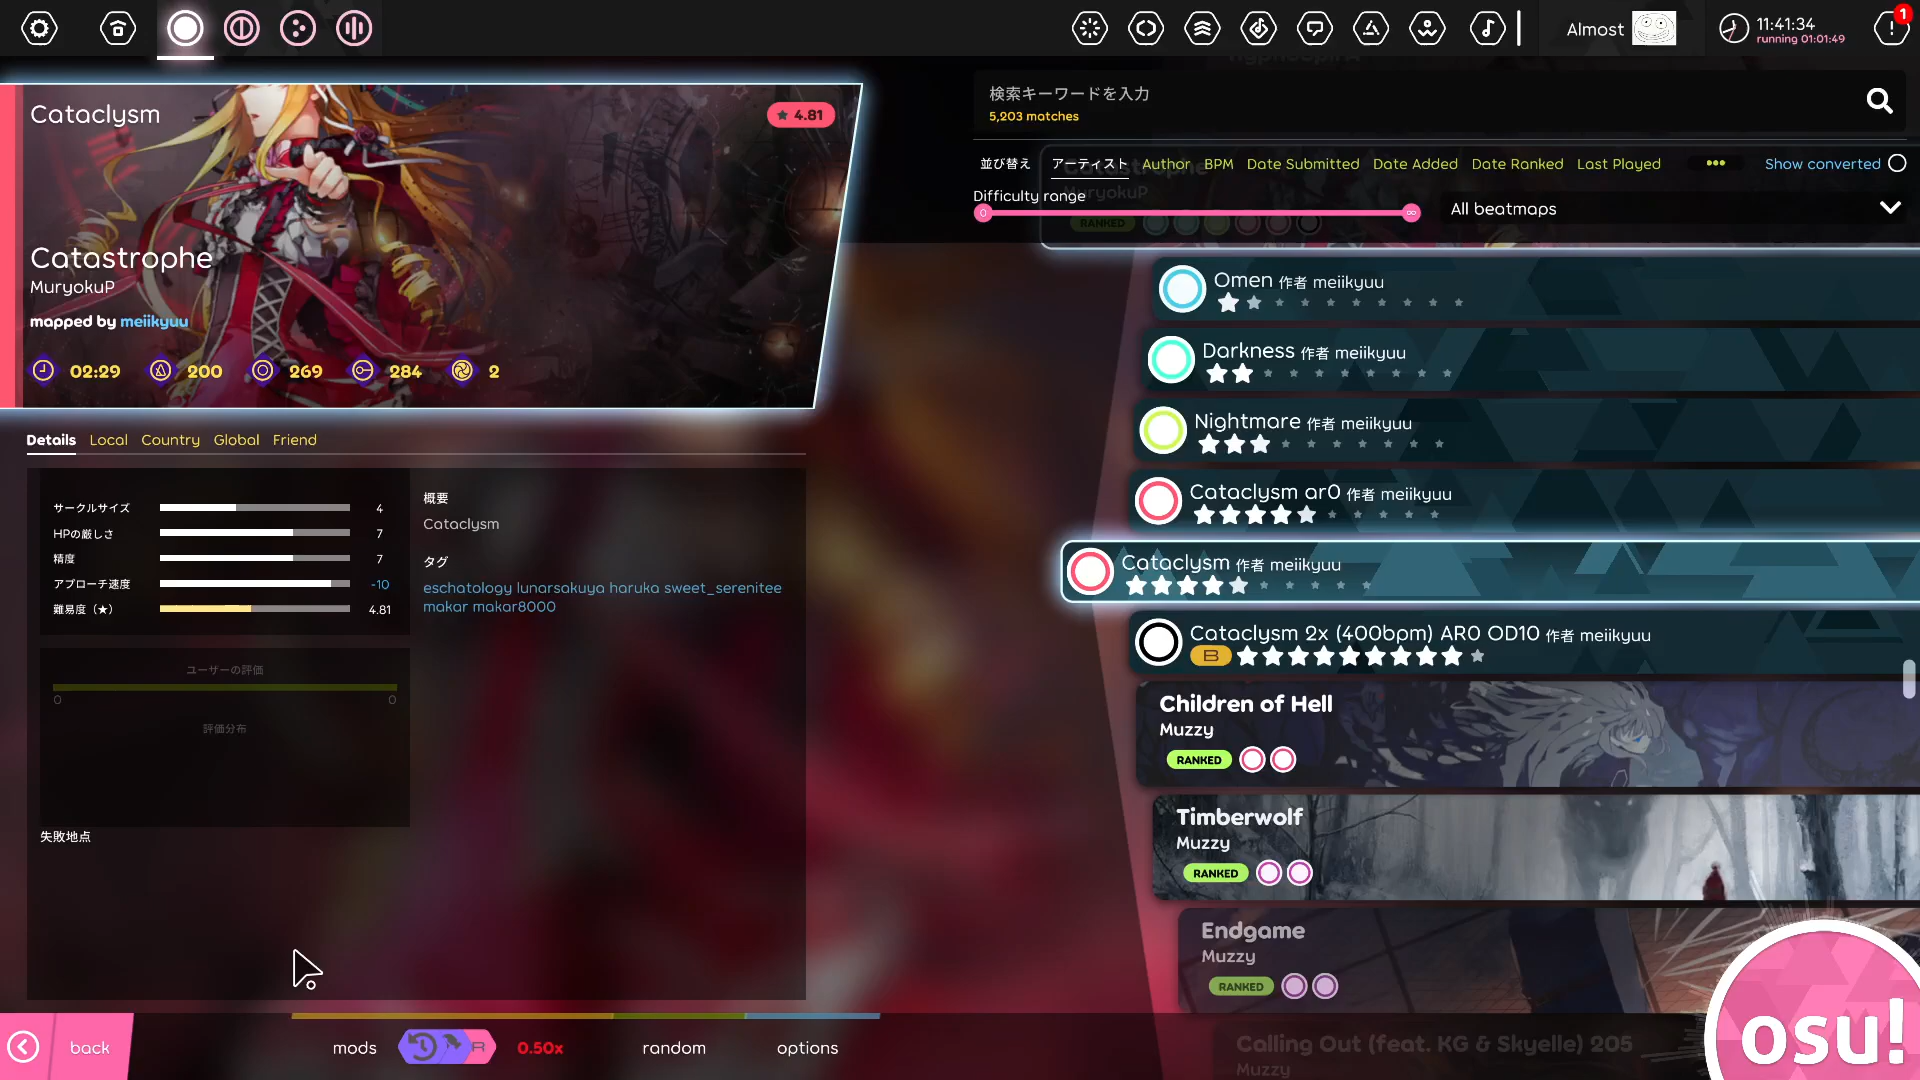 Almost
11:41:34
running 01:01:49
1
Cataclysm
4.81
Catastrophe
MuryokuP
mapped by meiikyuu
02:29 200 269 284 2
Details Local Country Global Friend
サークルサイズ 4
HPの厳しさ 7
精度 7
アプローチ速度 -10
難易度（★） 4.81
ユーザーの評価
0 0
評価分布
失敗地点
概要
Cataclysm
タグ
eschatology lunarsakuya haruka sweet_serenitee
makar makar8000
検索キーワードを入力
5,203 matches
並び替え アーティスト Author BPM Date Submitted Date Added Date Ranked Last Played Show converted
Difficulty range
0 ∞
All beatmaps
Catastrophe
MuryokuP
RANKED
Omen 作者 meiikyuu
Darkness 作者 meiikyuu
Nightmare 作者 meiikyuu
Cataclysm ar0 作者 meiikyuu
Cataclysm 作者 meiikyuu
Cataclysm 2x (400bpm) AR0 OD10 作者 meiikyuu
B
Children of Hell
Muzzy
RANKED
Timberwolf
Muzzy
RANKED
Endgame
Muzzy
RANKED
Calling Out (feat. KG & Skyelle) 205
Muzzy
back
mods
R
0.50x
random
options
osu!